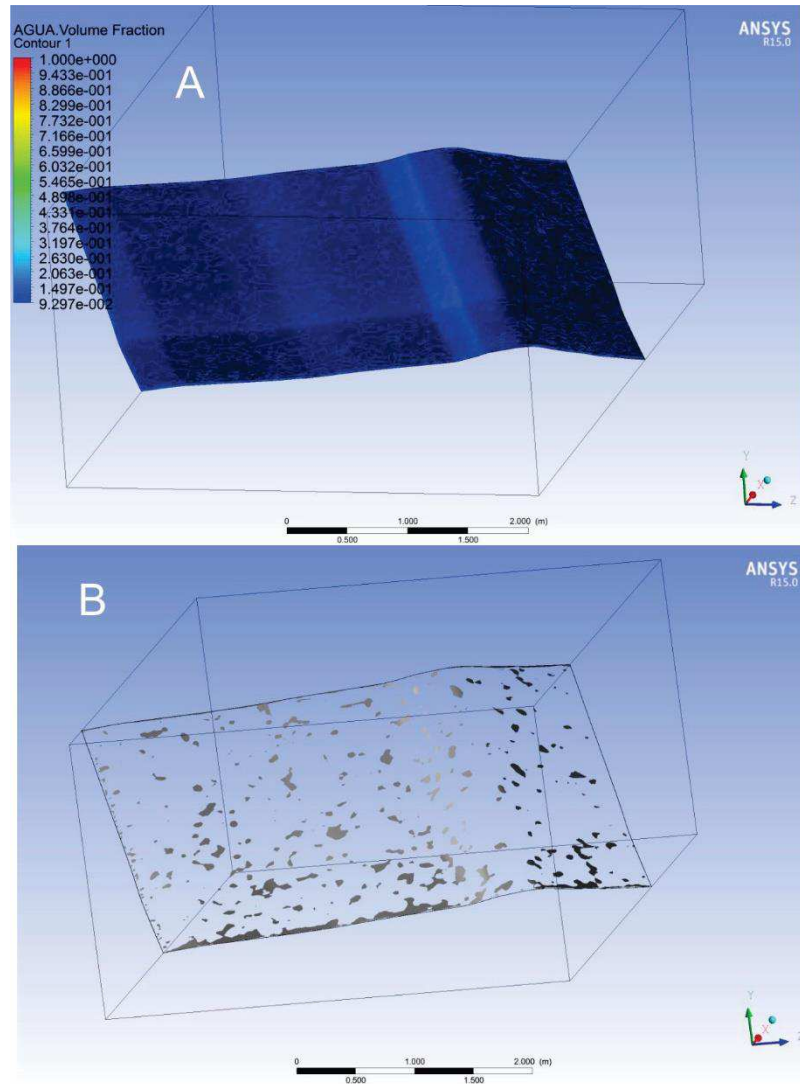 AGUA.Volume Fraction
Contour 1
1.000e+000
9.433e-001
8.866e-001
8.299e-001
7.732e-001
7.166e-001
6.599e-001
6.032e-001
5.465e-001
4.898e-001
4.331e-001
3.764e-001
3.197e-001
2.630e-001
2.063e-001
1.497e-001
9.297e-002
A
ANSYS
R15.0
Y
X
Z
0 1.000 2.000 (m)
0.500 1.500
B
ANSYS
R15.0
Y
X
Z
0 1.000 2.000 (m)
0.500 1.500